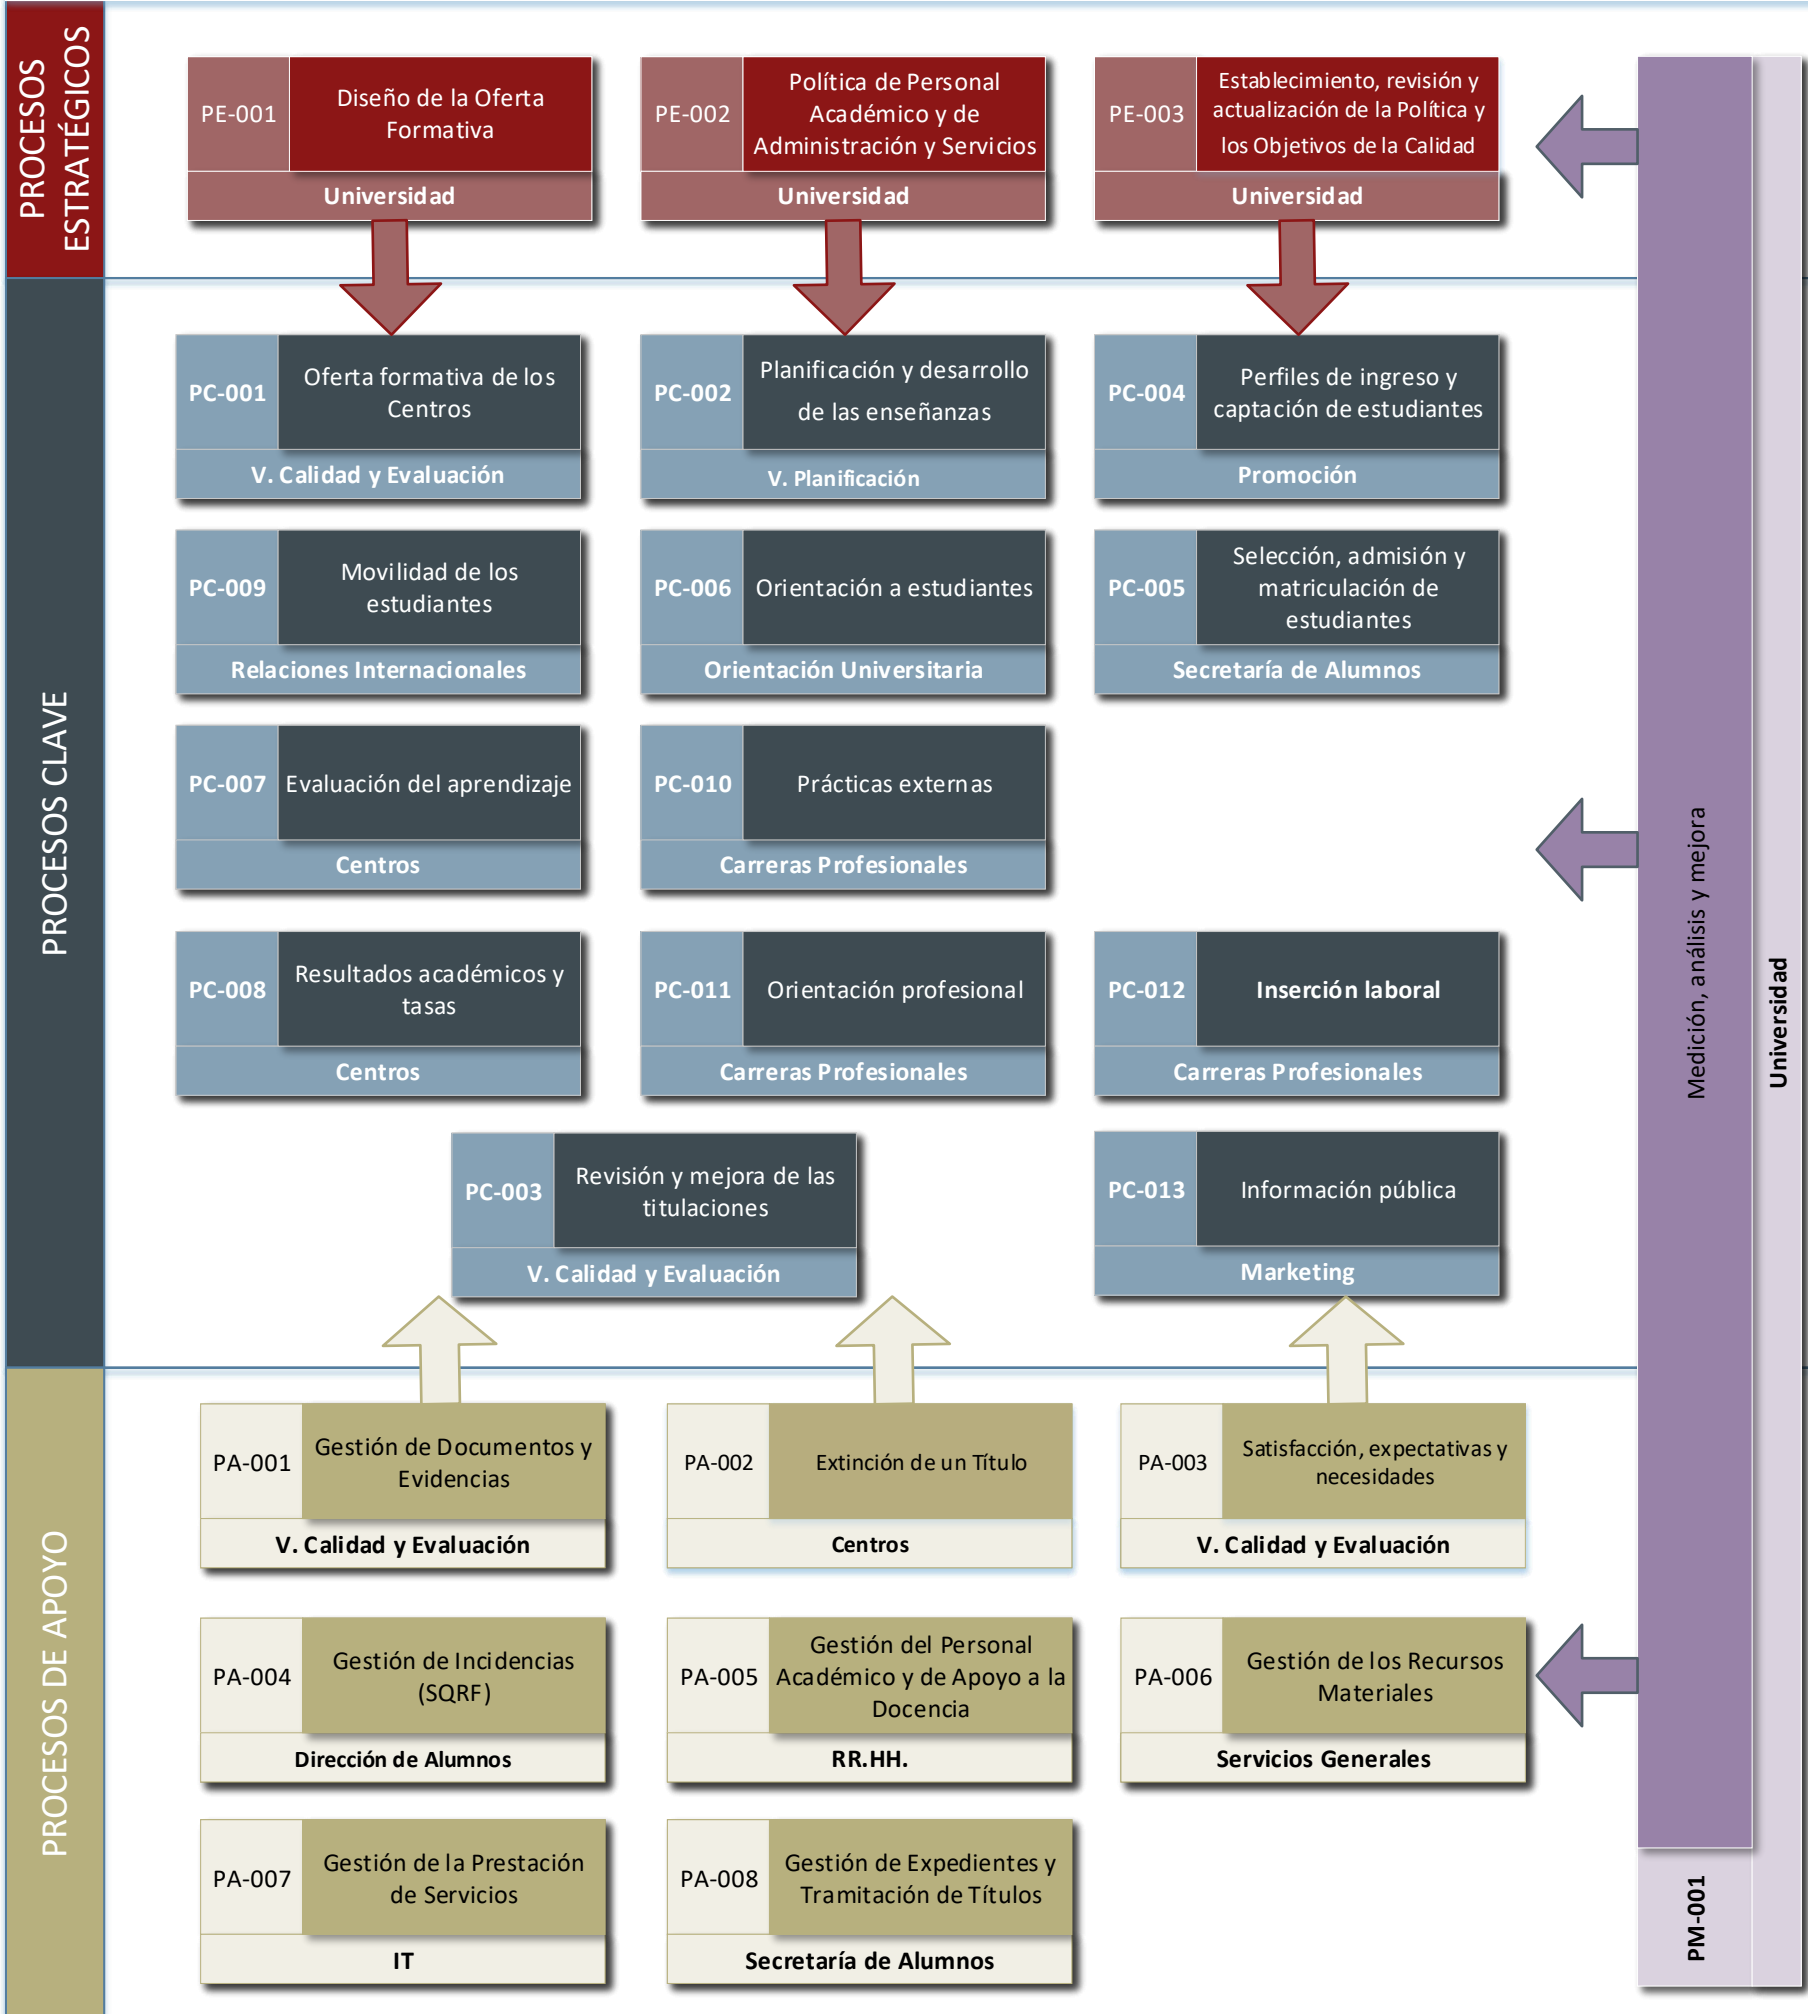 PROCESOS
ESTRATÉGICOS
PE-001
Diseño de la Oferta
Formativa
Universidad
PE-002
Política de Personal
Académico y de
Administración y Servicios
Universidad
PE-003
Establecimiento, revisión y
actualización de la Política y
los Objetivos de la Calidad
Universidad
PROCESOS CLAVE
PC-001
Oferta formativa de los
Centros
V. Calidad y Evaluación
PC-002
Planificación y desarrollo
de las enseñanzas
V. Planificación
PC-004
Perfiles de ingreso y
captación de estudiantes
Promoción
PC-009
Movilidad de los
estudiantes
Relaciones Internacionales
PC-006
Orientación a estudiantes
Orientación Universitaria
PC-005
Selección, admisión y
matriculación de
estudiantes
Secretaría de Alumnos
PC-007
Evaluación del aprendizaje
Centros
PC-010
Prácticas externas
Carreras Profesionales
PC-008
Resultados académicos y
tasas
Centros
PC-011
Orientación profesional
Carreras Profesionales
PC-012
Inserción laboral
Carreras Profesionales
PC-003
Revisión y mejora de las
titulaciones
V. Calidad y Evaluación
PC-013
Información pública
Marketing
PROCESOS DE APOYO
PA-001
Gestión de Documentos y
Evidencias
V. Calidad y Evaluación
PA-002
Extinción de un Título
Centros
PA-003
Satisfacción, expectativas y
necesidades
V. Calidad y Evaluación
PA-004
Gestión de Incidencias
(SQRF)
Dirección de Alumnos
PA-005
Gestión del Personal
Académico y de Apoyo a la
Docencia
RR.HH.
PA-006
Gestión de los Recursos
Materiales
Servicios Generales
PA-007
Gestión de la Prestación
de Servicios
IT
PA-008
Gestión de Expedientes y
Tramitación de Títulos
Secretaría de Alumnos
Medición, análisis y mejora
Universidad
PM-001